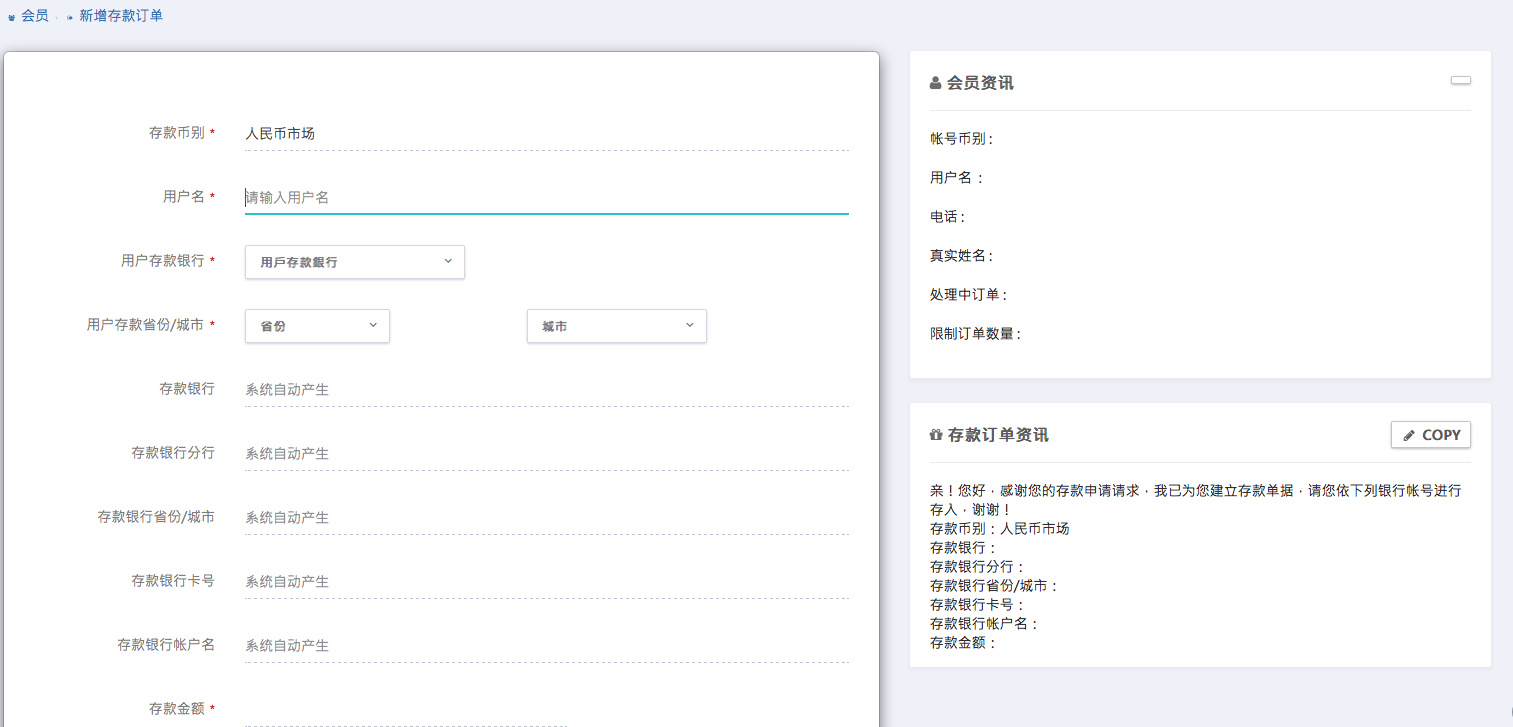 会员 › 新增存款订单
存款币别 * 人民币市场
用户名 * 请输入用户名
用户存款银行 * 用戶存款銀行
用户存款省份/城市 * 省份 城市
存款银行 系统自动产生
存款银行分行 系统自动产生
存款银行省份/城市 系统自动产生
存款银行卡号 系统自动产生
存款银行帐户名 系统自动产生
存款金额 *
会员资讯
帐号币别：
用户名 ：
电话：
真实姓名：
处理中订单：
限制订单数量：
存款订单资讯 COPY
亲！您好，感谢您的存款申请请求，我已为您建立存款单据，请您依下列银行帐号进行
存入，谢谢！
存款币别：人民币市场
存款银行：
存款银行分行：
存款银行省份/城市：
存款银行卡号：
存款银行帐户名：
存款金额：